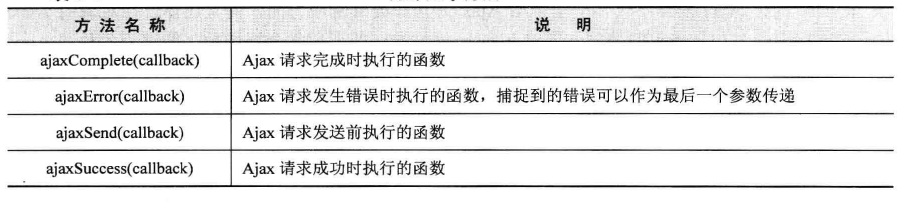 方法名称 说明
ajaxComplete(callback) Ajax 请求完成时执行的函数
ajaxError(callback) Ajax 请求发生错误时执行的函数，捕捉到的错误可以作为最后一个参数传递
ajaxSend(callback) Ajax 请求发送前执行的函数
ajaxSuccess(callback) Ajax 请求成功时执行的函数